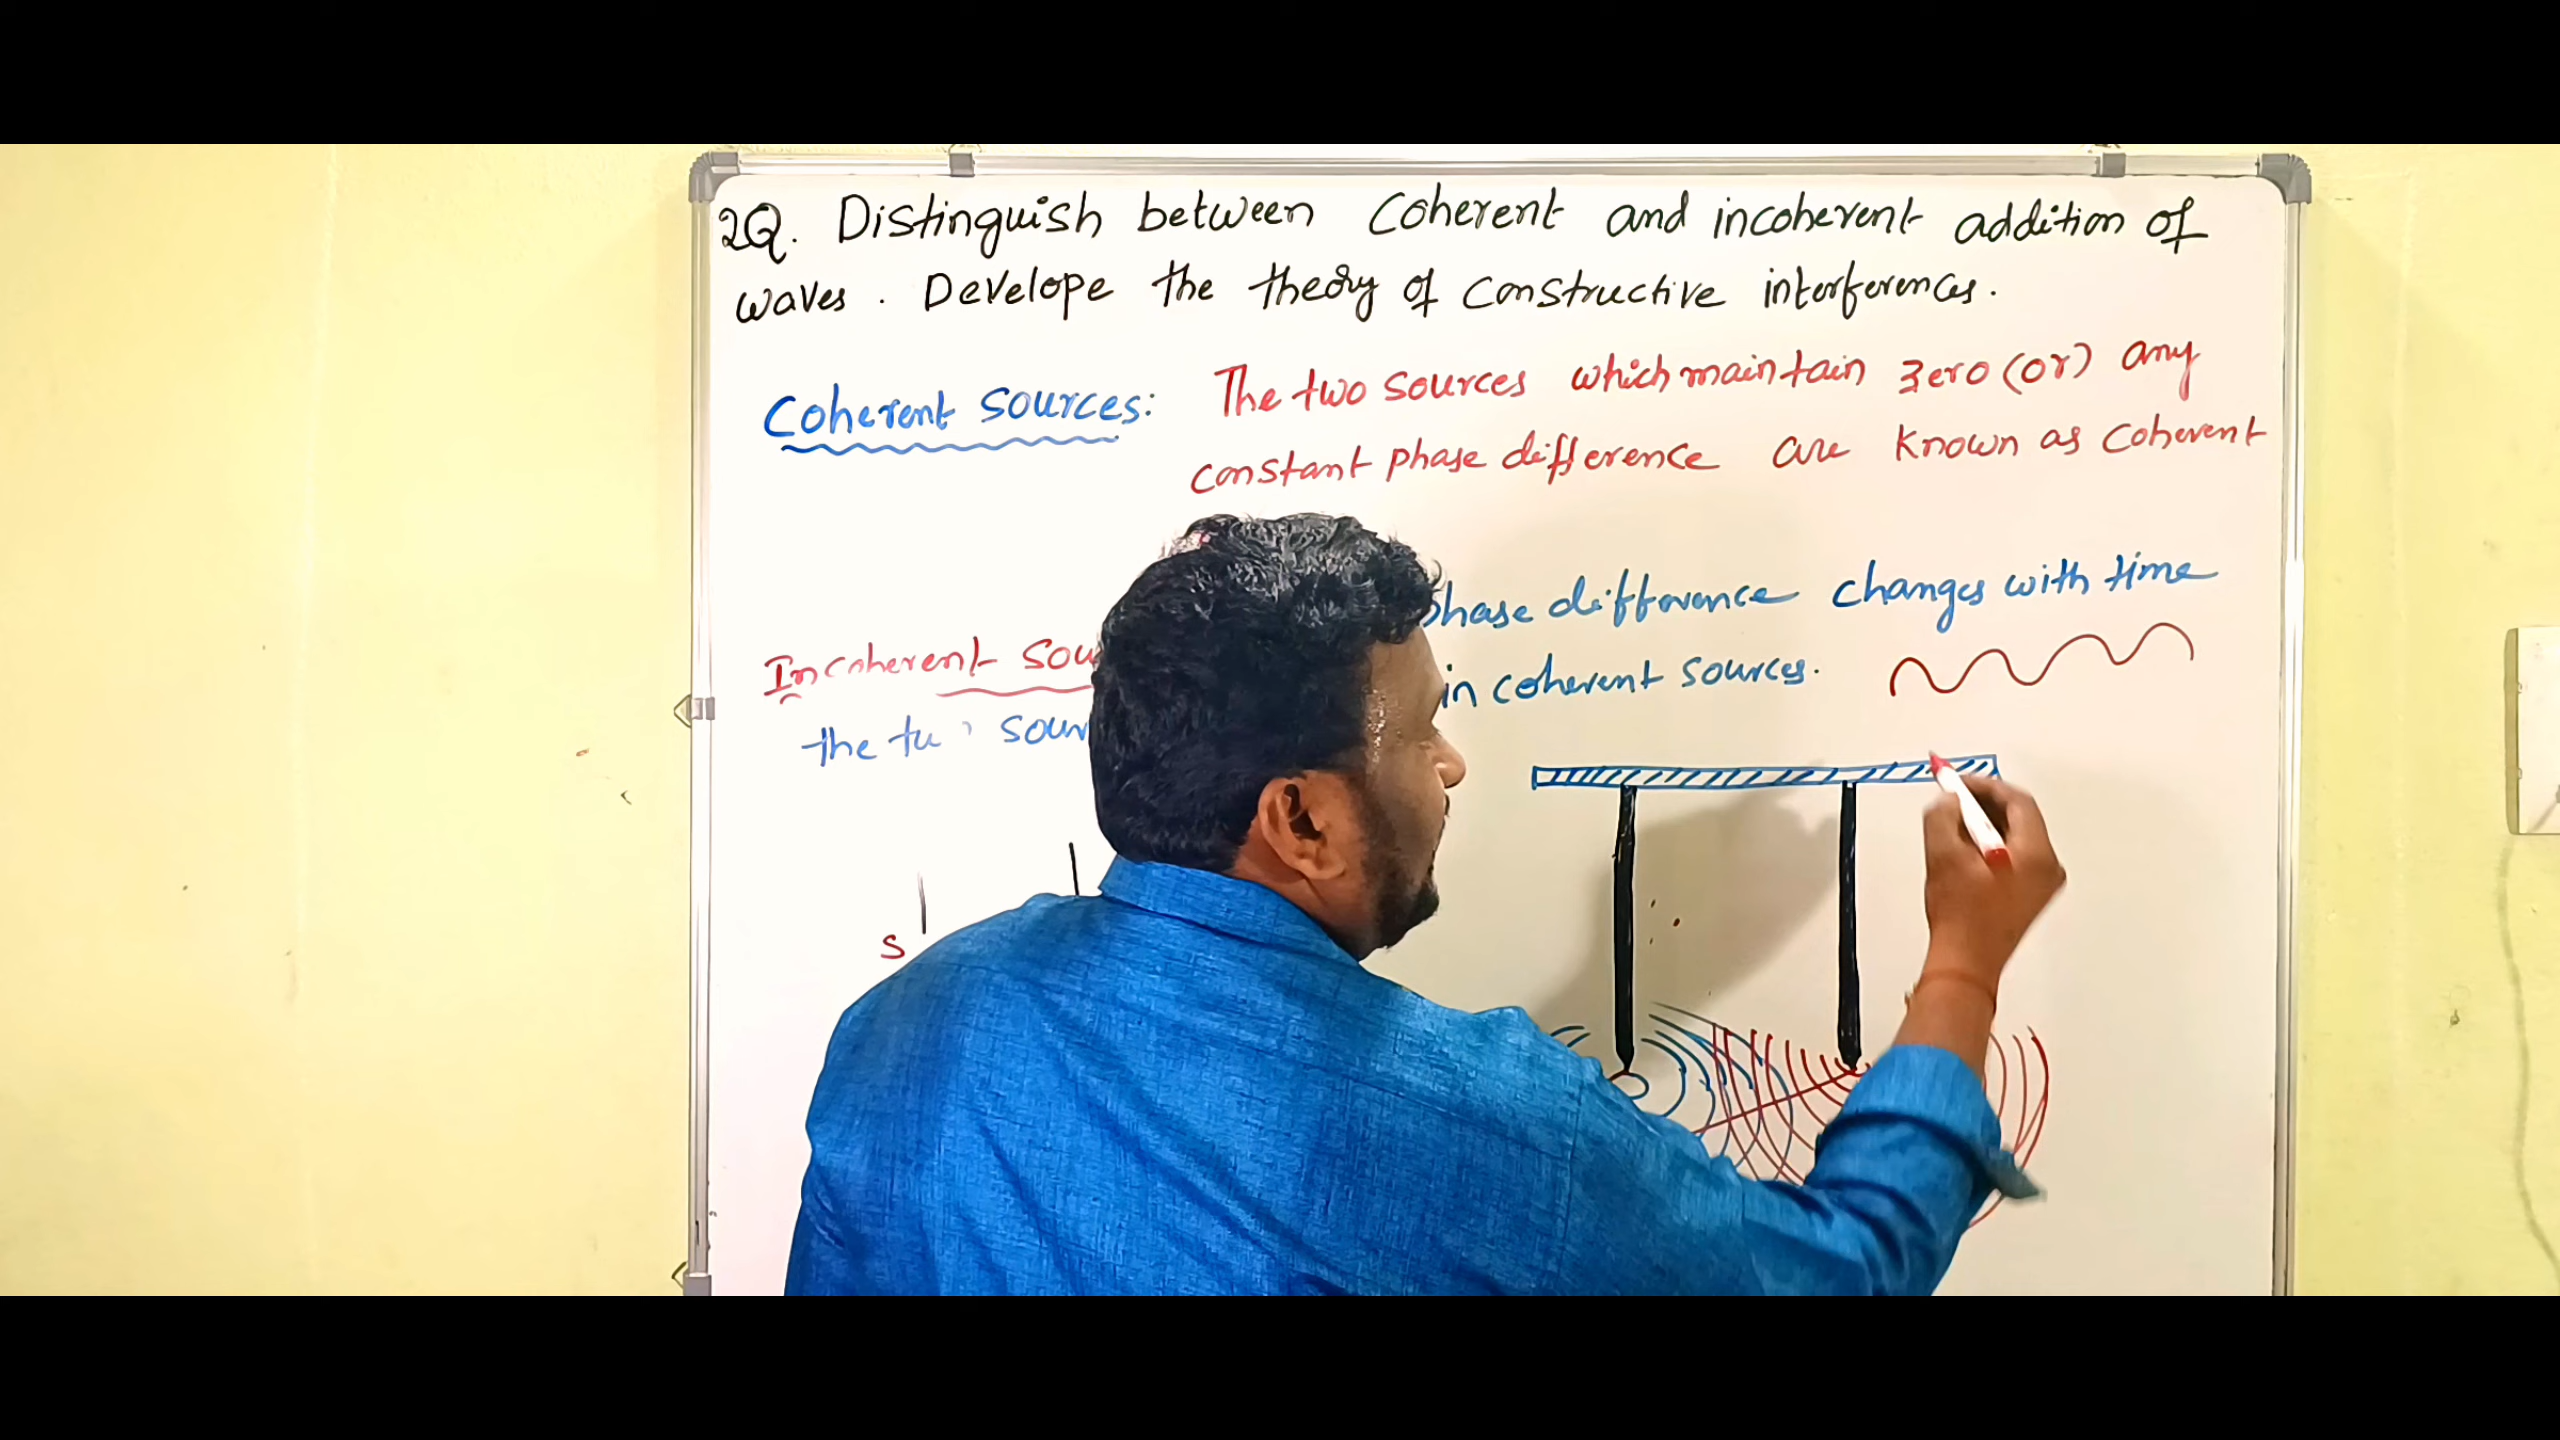 2Q. Distinguish between Coherent and incoherent addition of
waves. Develope the theory of constructive interferences.
Coherent sources: The two sources which maintain zero (or) any
constant phase difference are known as coherent
phase difference changes with time
Incoherent sou
in coherent sources.
the sour
S